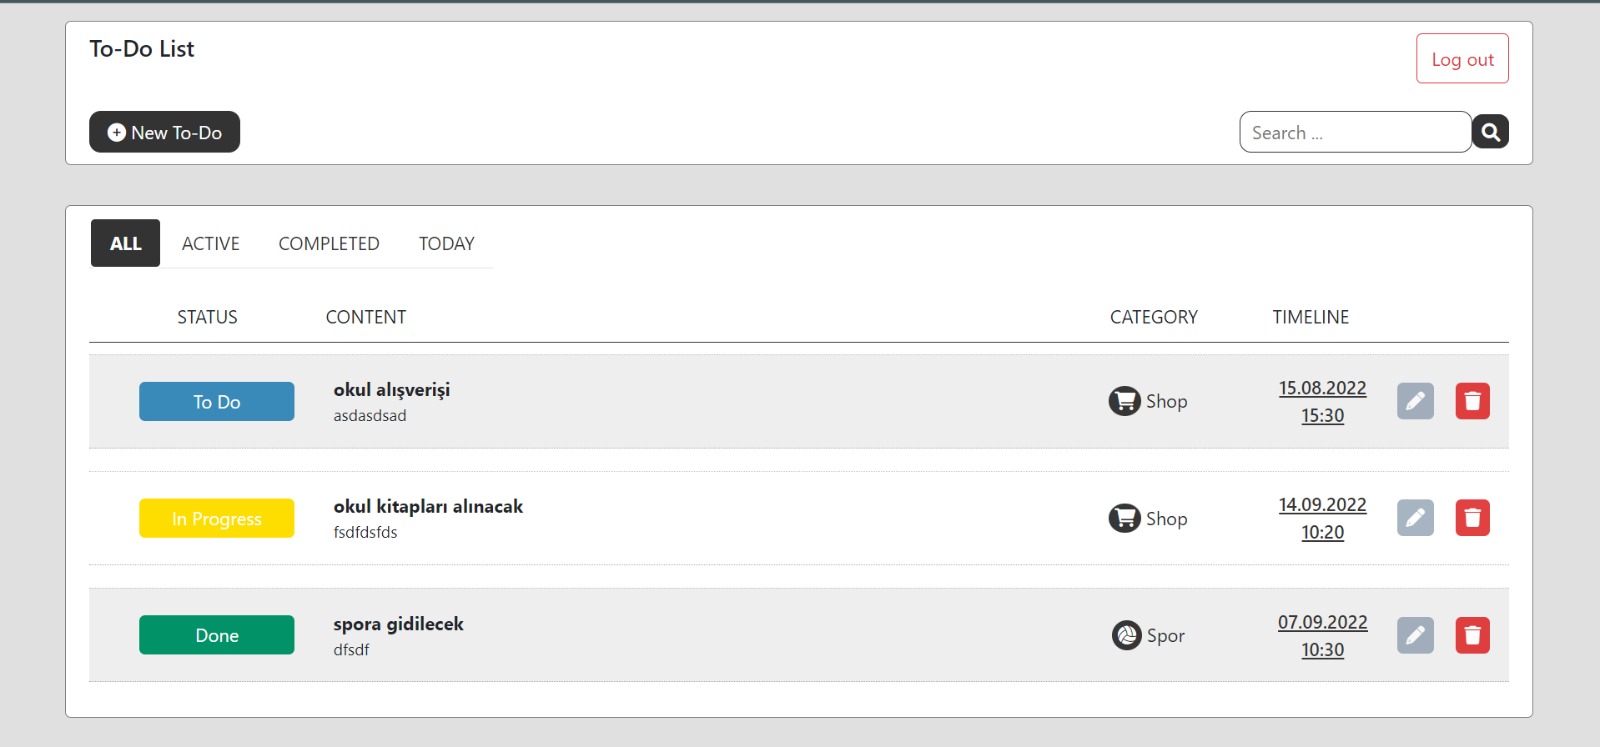 To-Do List
Log out
New To-Do
Search ...
ALL ACTIVE COMPLETED TODAY
STATUS CONTENT CATEGORY TIMELINE
To Do
okul alışverişi
asdasdsad
Shop
15.08.2022
15:30
In Progress
okul kitapları alınacak
fsdfdsfds
Shop
14.09.2022
10:20
Done
spora gidilecek
dfsdf
Spor
07.09.2022
10:30